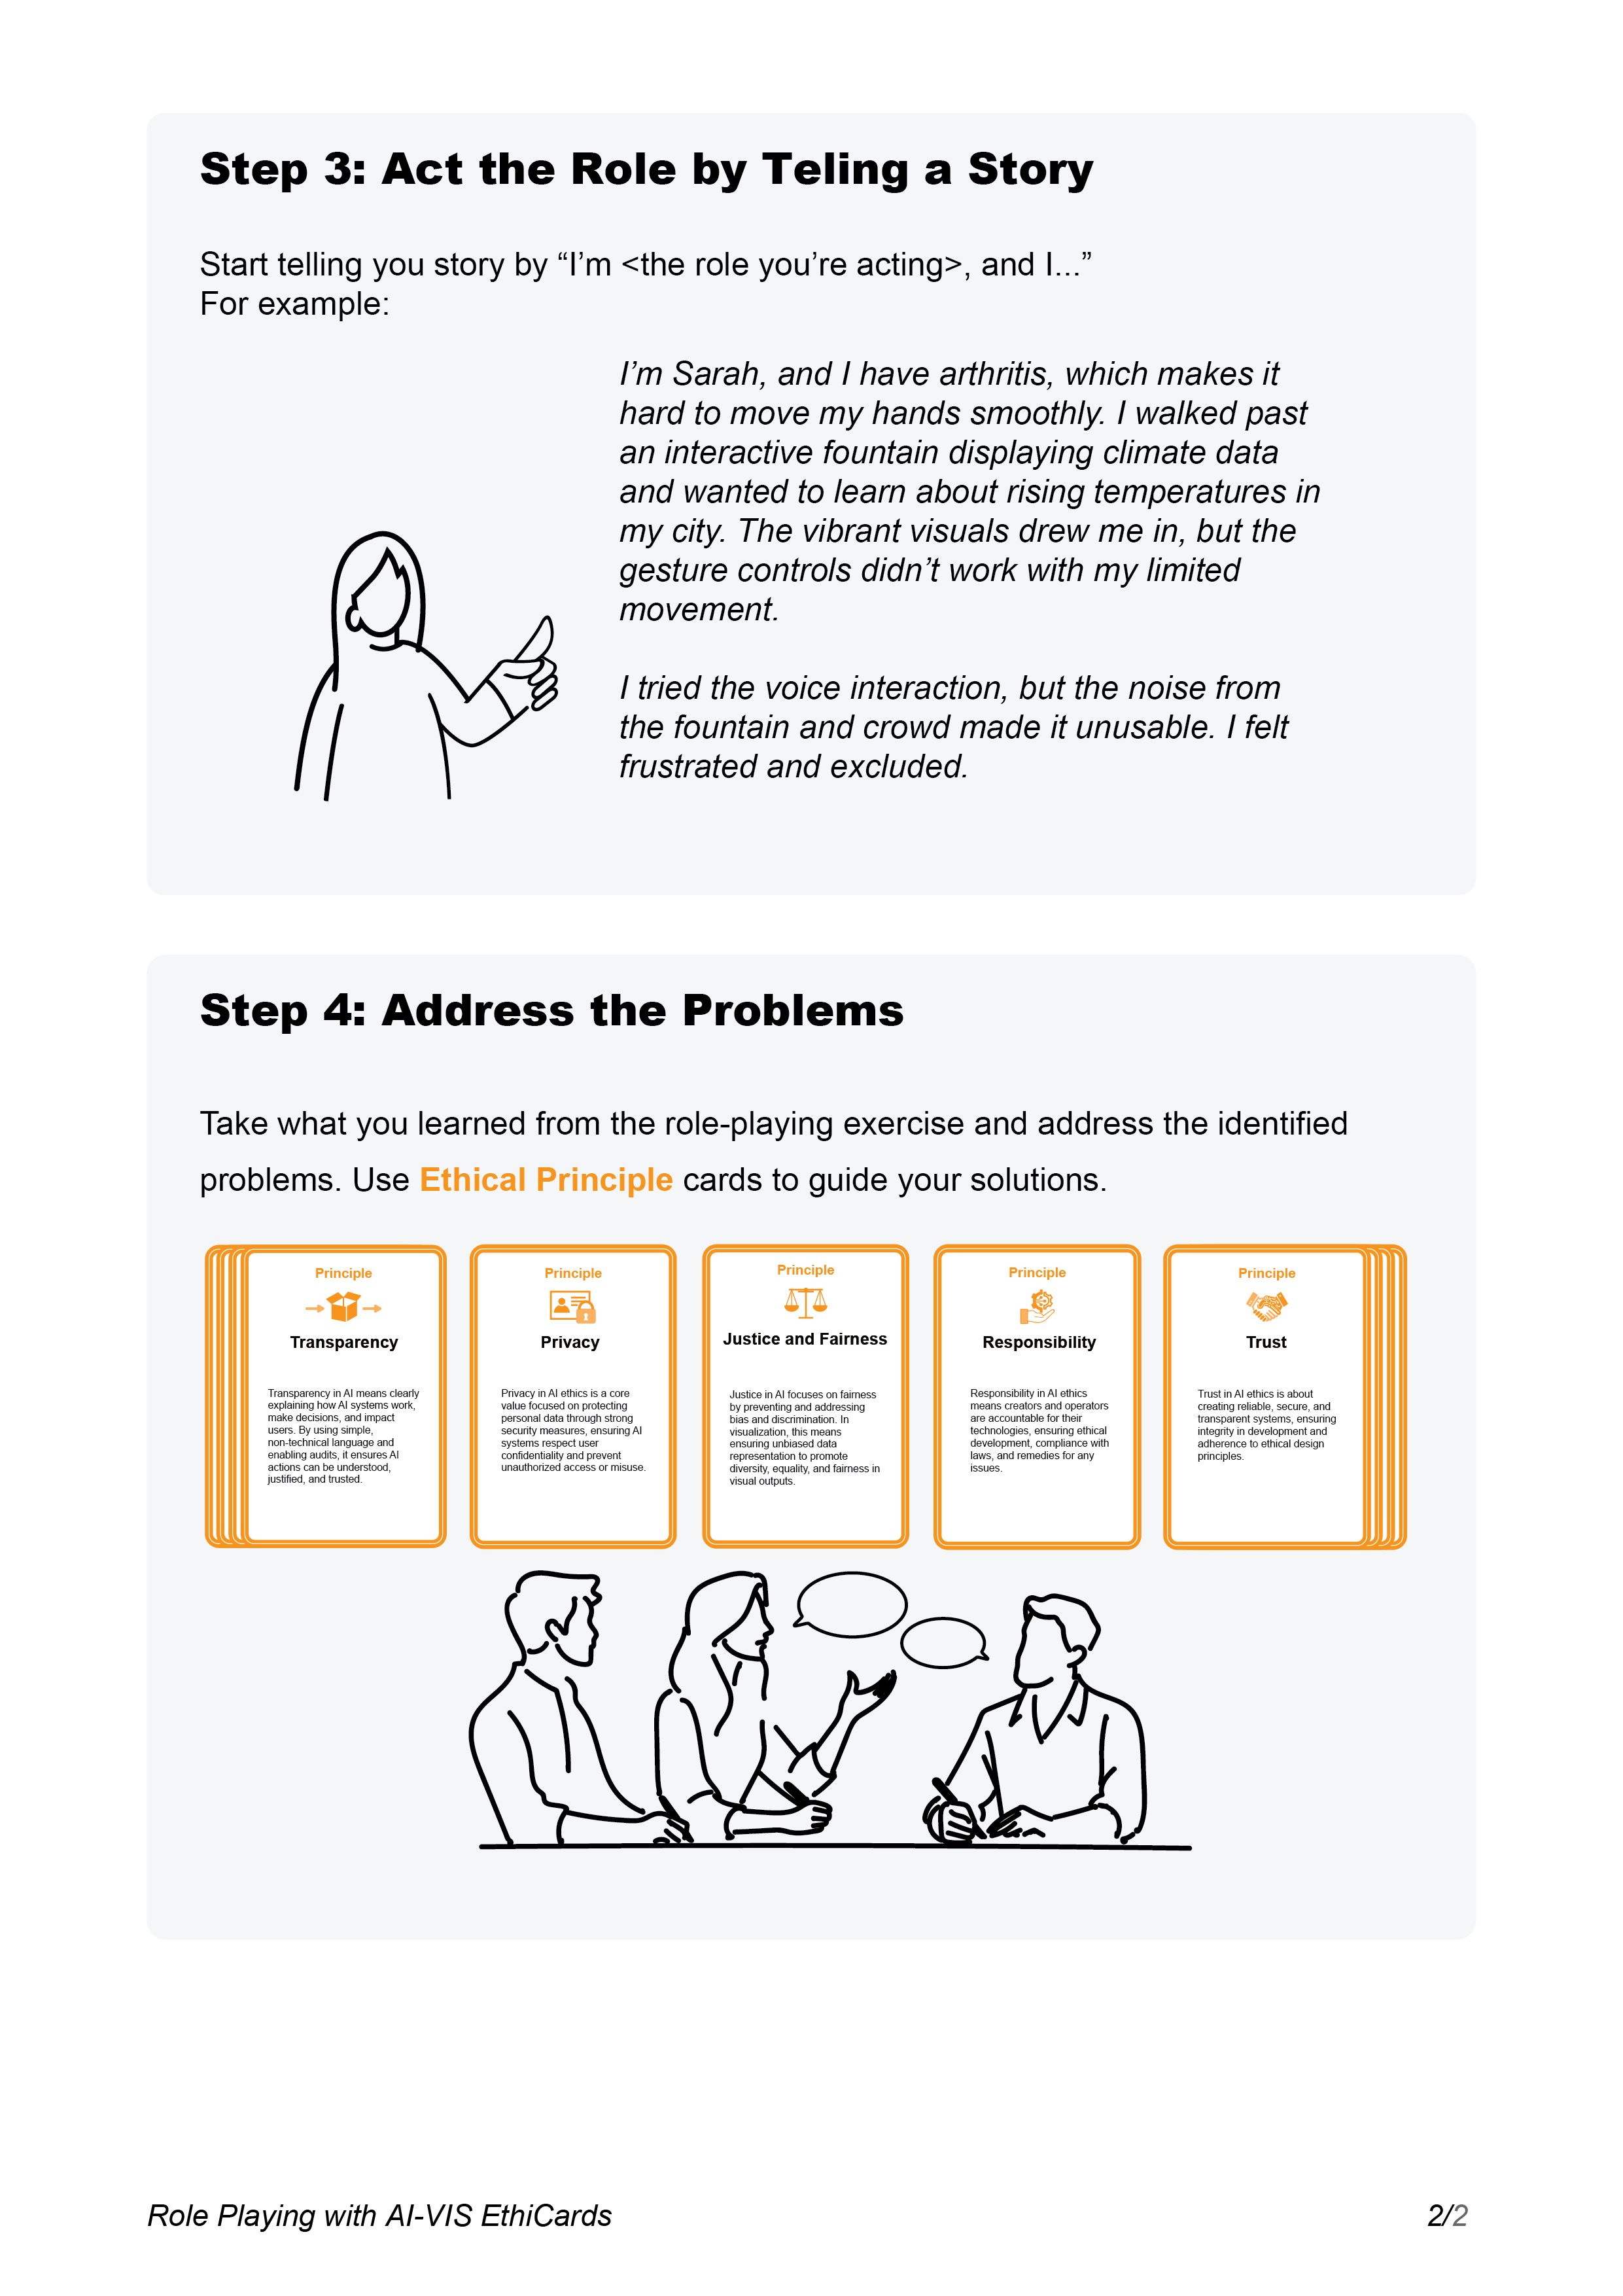 Step 3: Act the Role by Teling a Story
Start telling you story by “I’m <the role you’re acting>, and I...”
For example:
I’m Sarah, and I have arthritis, which makes it
hard to move my hands smoothly. I walked past
an interactive fountain displaying climate data
and wanted to learn about rising temperatures in
my city. The vibrant visuals drew me in, but the
gesture controls didn’t work with my limited
movement.
I tried the voice interaction, but the noise from
the fountain and crowd made it unusable. I felt
frustrated and excluded.
Step 4: Address the Problems
Take what you learned from the role-playing exercise and address the identified
problems. Use Ethical Principle cards to guide your solutions.
Principle
Transparency
Transparency in AI means clearly
explaining how AI systems work,
make decisions, and impact
users. By using simple,
non-technical language and
enabling audits, it ensures AI
actions can be understood,
justified, and trusted.
Principle
Privacy
Privacy in AI ethics is a core
value focused on protecting
personal data through strong
security measures, ensuring AI
systems respect user
confidentiality and prevent
unauthorized access or misuse.
Principle
Justice and Fairness
Justice in AI focuses on fairness
by preventing and addressing
bias and discrimination. In
visualization, this means
ensuring unbiased data
representation to promote
diversity, equality, and fairness in
visual outputs.
Principle
Responsibility
Responsibility in AI ethics
means creators and operators
are accountable for their
technologies, ensuring ethical
development, compliance with
laws, and remedies for any
issues.
Principle
Trust
Trust in AI ethics is about
creating reliable, secure, and
transparent systems, ensuring
integrity in development and
adherence to ethical design
principles.
Role Playing with AI-VIS EthiCards
2/2